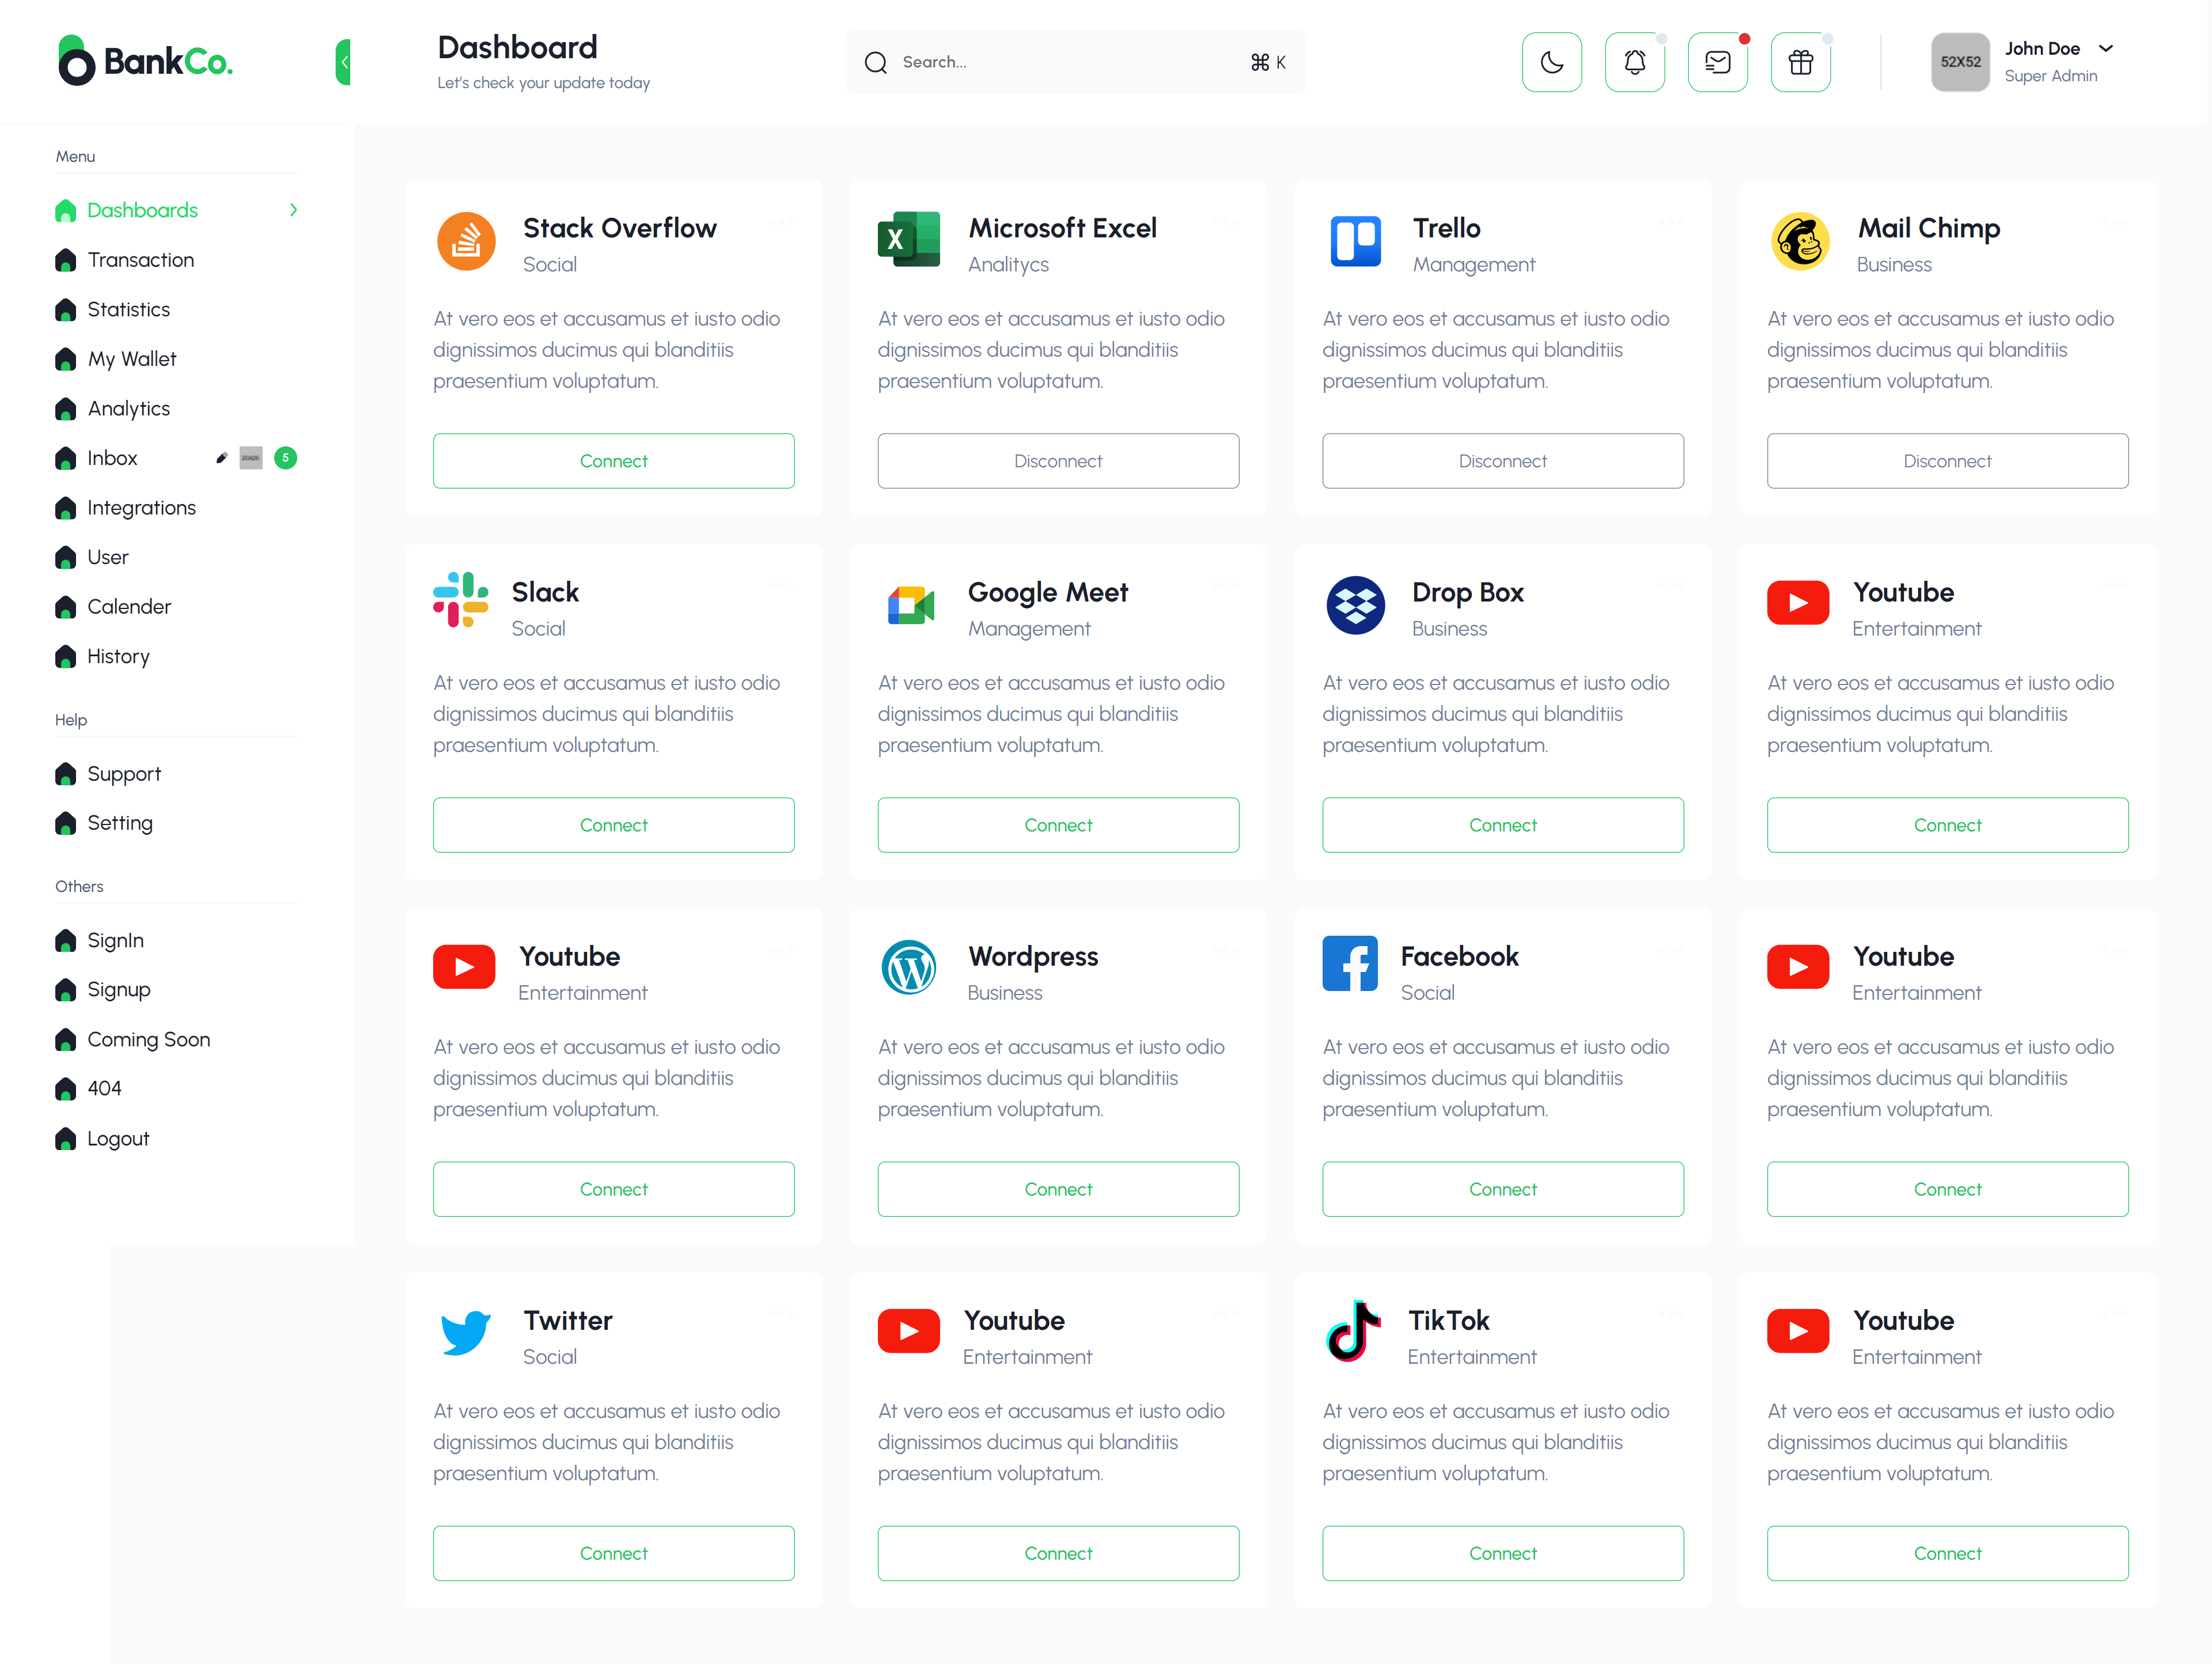 BankCo.
Dashboard
Let's check your update today
Search...
⌘ K
52X52
John Doe
Super Admin
Menu
Dashboards
Transaction
Statistics
My Wallet
Analytics
Inbox
5
Integrations
User
Calender
History
Help
Support
Setting
Others
SignIn
Signup
Coming Soon
404
Logout
Stack Overflow
Social
At vero eos et accusamus et iusto odio
dignissimos ducimus qui blanditiis
praesentium voluptatum.
Connect
Microsoft Excel
Analitycs
At vero eos et accusamus et iusto odio
dignissimos ducimus qui blanditiis
praesentium voluptatum.
Disconnect
Trello
Management
At vero eos et accusamus et iusto odio
dignissimos ducimus qui blanditiis
praesentium voluptatum.
Disconnect
Mail Chimp
Business
At vero eos et accusamus et iusto odio
dignissimos ducimus qui blanditiis
praesentium voluptatum.
Disconnect
Slack
Social
At vero eos et accusamus et iusto odio
dignissimos ducimus qui blanditiis
praesentium voluptatum.
Connect
Google Meet
Management
At vero eos et accusamus et iusto odio
dignissimos ducimus qui blanditiis
praesentium voluptatum.
Connect
Drop Box
Business
At vero eos et accusamus et iusto odio
dignissimos ducimus qui blanditiis
praesentium voluptatum.
Connect
Youtube
Entertainment
At vero eos et accusamus et iusto odio
dignissimos ducimus qui blanditiis
praesentium voluptatum.
Connect
Youtube
Entertainment
At vero eos et accusamus et iusto odio
dignissimos ducimus qui blanditiis
praesentium voluptatum.
Connect
Wordpress
Business
At vero eos et accusamus et iusto odio
dignissimos ducimus qui blanditiis
praesentium voluptatum.
Connect
Facebook
Social
At vero eos et accusamus et iusto odio
dignissimos ducimus qui blanditiis
praesentium voluptatum.
Connect
Youtube
Entertainment
At vero eos et accusamus et iusto odio
dignissimos ducimus qui blanditiis
praesentium voluptatum.
Connect
Twitter
Social
At vero eos et accusamus et iusto odio
dignissimos ducimus qui blanditiis
praesentium voluptatum.
Connect
Youtube
Entertainment
At vero eos et accusamus et iusto odio
dignissimos ducimus qui blanditiis
praesentium voluptatum.
Connect
TikTok
Entertainment
At vero eos et accusamus et iusto odio
dignissimos ducimus qui blanditiis
praesentium voluptatum.
Connect
Youtube
Entertainment
At vero eos et accusamus et iusto odio
dignissimos ducimus qui blanditiis
praesentium voluptatum.
Connect